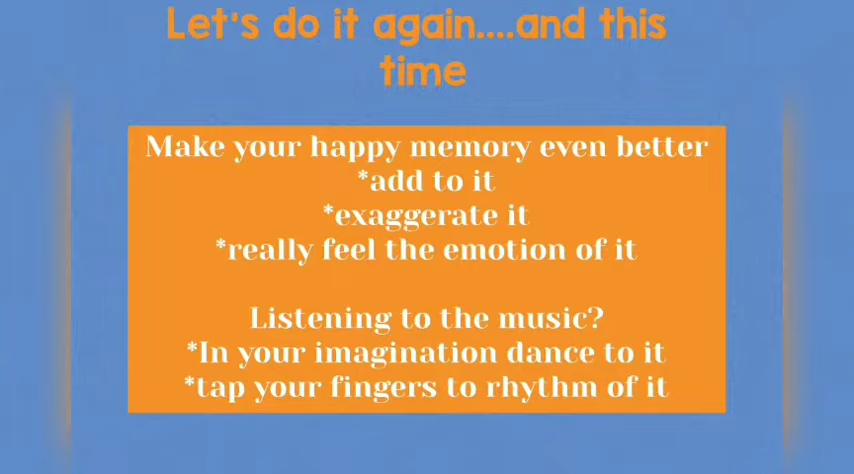 Let's do it again....and this
time
Make your happy memory even better
*add to it
*exaggerate it
*really feel the emotion of it
Listening to the music?
*In your imagination dance to it
*tap your fingers to rhythm of it